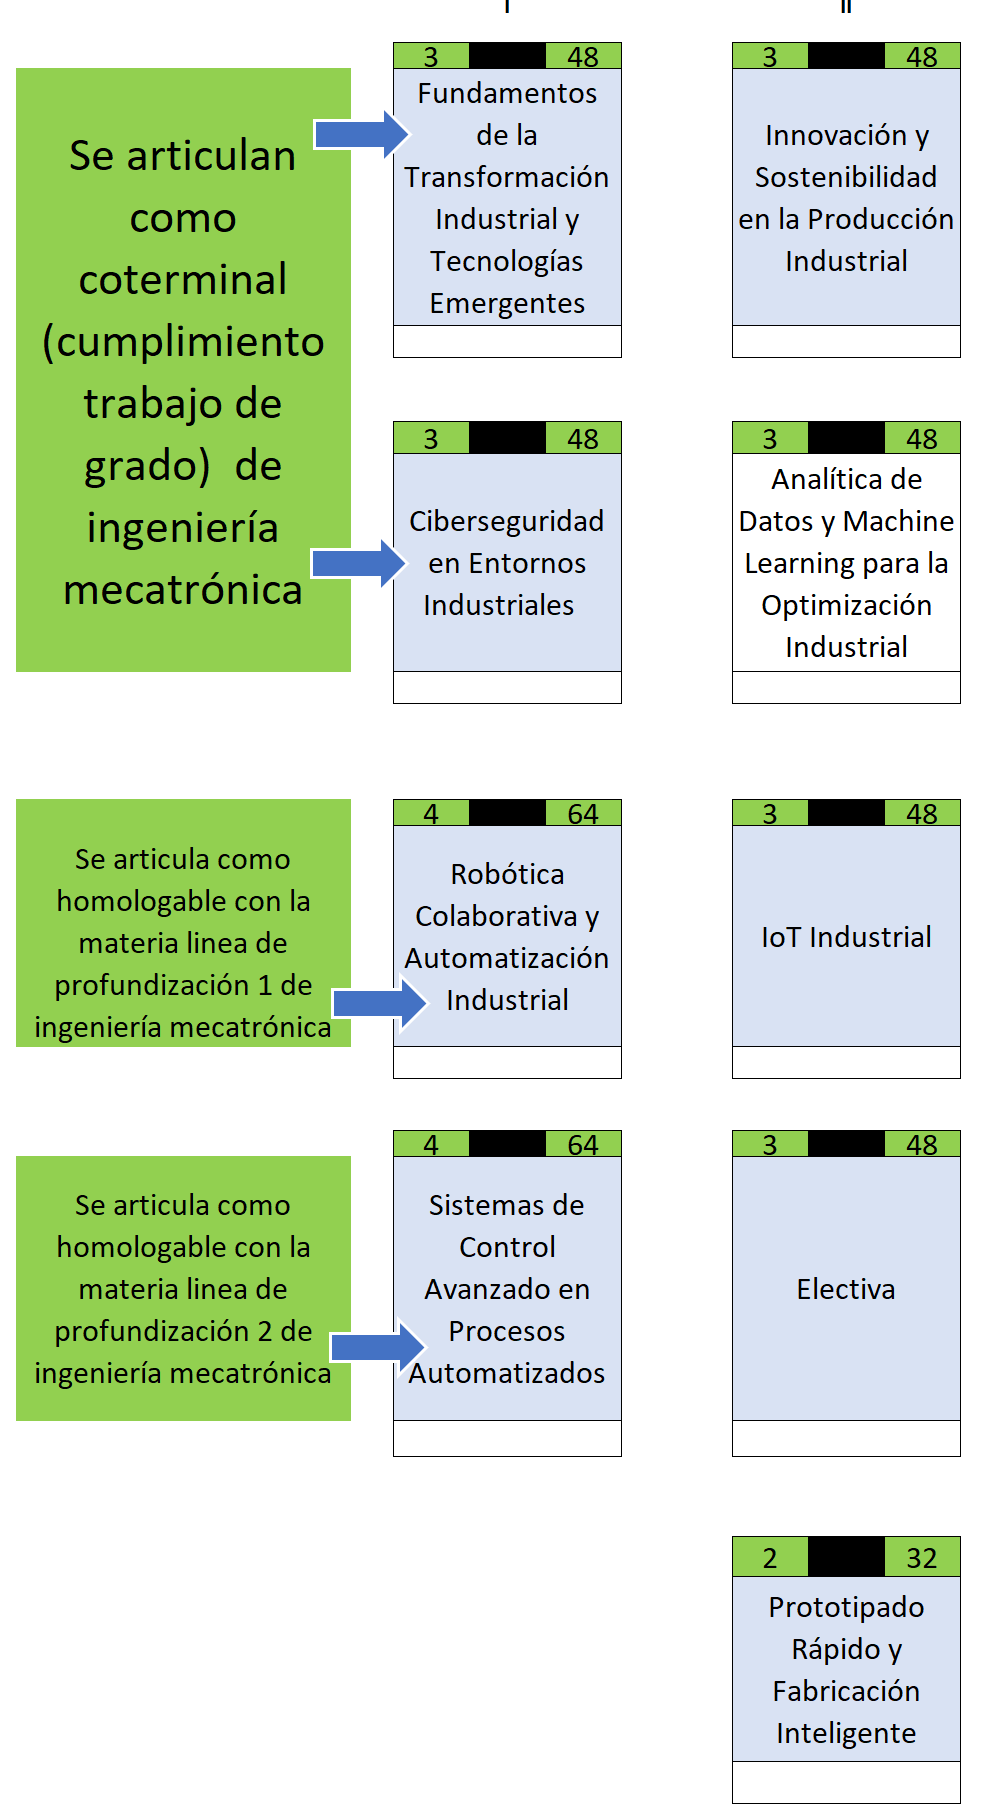 I
II
3 48
Fundamentos
de la
Transformación
Industrial y
Tecnologías
Emergentes
3 48
Innovación y
Sostenibilidad
en la Producción
Industrial
Se articulan
como
coterminal
(cumplimiento
trabajo de
grado)  de
ingeniería
mecatrónica
3 48
Ciberseguridad
en Entornos
Industriales
3 48
Analítica de
Datos y Machine
Learning para la
Optimización
Industrial
Se articula como
homologable con la
materia linea de
profundización 1 de
ingeniería mecatrónica
4 64
Robótica
Colaborativa y
Automatización
Industrial
3 48
IoT Industrial
Se articula como
homologable con la
materia linea de
profundización 2 de
ingeniería mecatrónica
4 64
Sistemas de
Control
Avanzado en
Procesos
Automatizados
3 48
Electiva
2 32
Prototipado
Rápido y
Fabricación
Inteligente